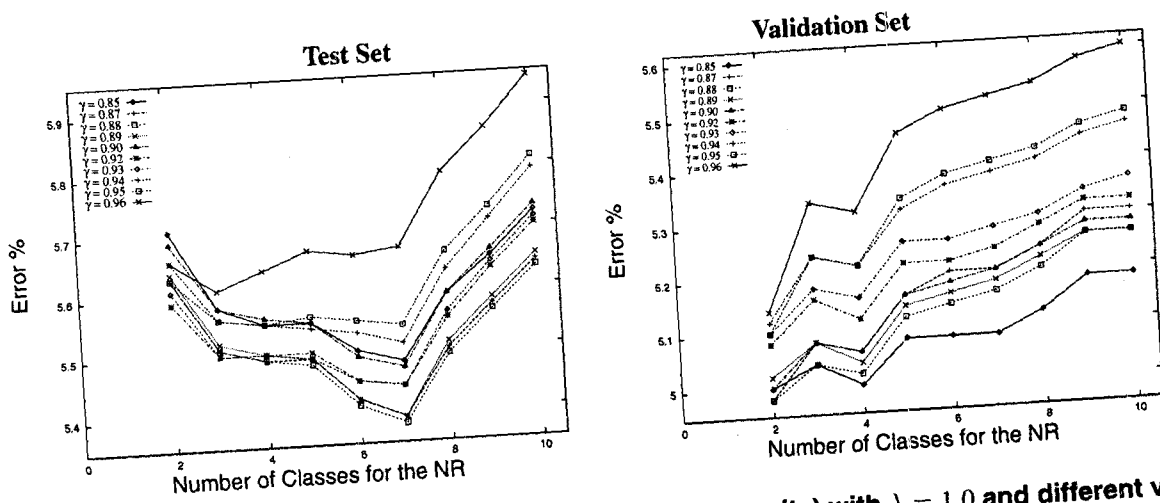 Test Set
γ = 0.85
γ = 0.87
γ = 0.88
γ = 0.89
γ = 0.90
γ = 0.92
γ = 0.93
γ = 0.94
γ = 0.95
γ = 0.96
5.9
5.8
5.7
5.6
5.5
5.4
Error %
0 2 4 6 8 10
Number of Classes for the NR
Validation Set
γ = 0.85
γ = 0.87
γ = 0.88
γ = 0.89
γ = 0.90
γ = 0.92
γ = 0.93
γ = 0.94
γ = 0.95
γ = 0.96
5.6
5.5
5.4
5.3
5.2
5.1
5
Error %
0 2 4 6 8 10
Number of Classes for the NR
with λ = 1.0 and different v